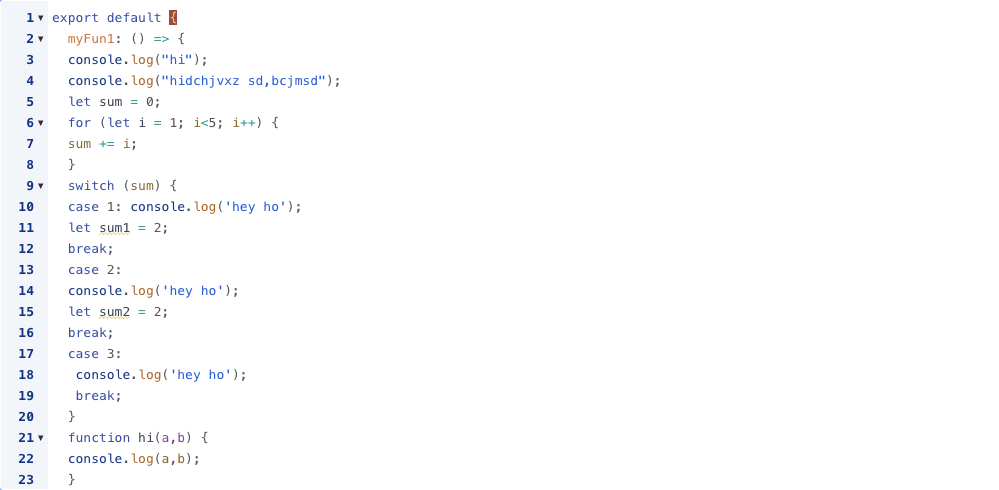 1 export default {
2 myFun1: () => {
3 console.log("hi");
4 console.log("hidchjvxz sd,bcjmsd");
5 let sum = 0;
6 for (let i = 1; i<5; i++) {
7 sum += i;
8 }
9 switch (sum) {
10 case 1: console.log('hey ho');
11 let sum1 = 2;
12 break;
13 case 2:
14 console.log('hey ho');
15 let sum2 = 2;
16 break;
17 case 3:
18 console.log('hey ho');
19 break;
20 }
21 function hi(a,b) {
22 console.log(a,b);
23 }